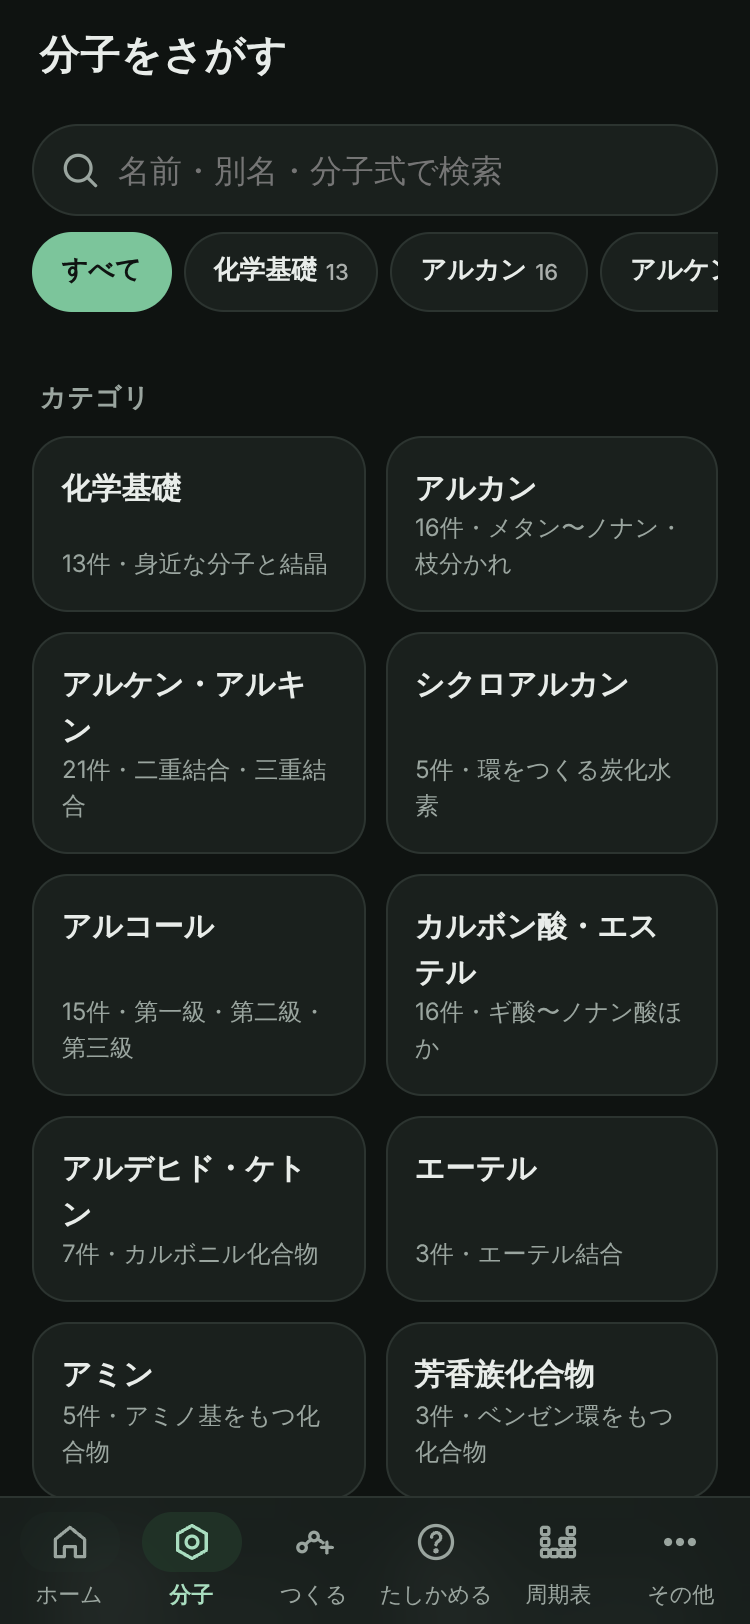 分子をさがす
名前・別名・分子式で検索
すべて
化学基礎 13
アルカン 16
アルケン
カテゴリ
化学基礎
13件・身近な分子と結晶
アルカン
16件・メタン〜ノナン・
枝分かれ
アルケン・アルキ
ン
21件・二重結合・三重結
合
シクロアルカン
5件・環をつくる炭化水
素
アルコール
15件・第一級・第二級・
第三級
カルボン酸・エス
テル
16件・ギ酸〜ノナン酸ほ
か
アルデヒド・ケト
ン
7件・カルボニル化合物
エーテル
3件・エーテル結合
アミン
5件・アミノ基をもつ化
合物
芳香族化合物
3件・ベンゼン環をもつ
化合物
ホーム
分子
つくる
たしかめる
周期表
その他